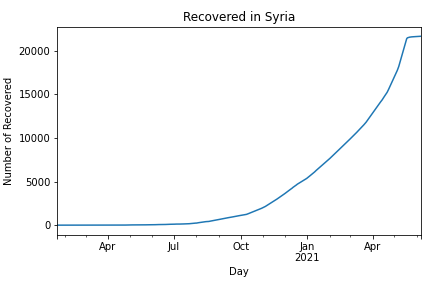 Recovered in Syria
20000
15000
10000
5000
0
Number of Recovered
Apr
Jul
Oct
Jan
2021
Apr
Day